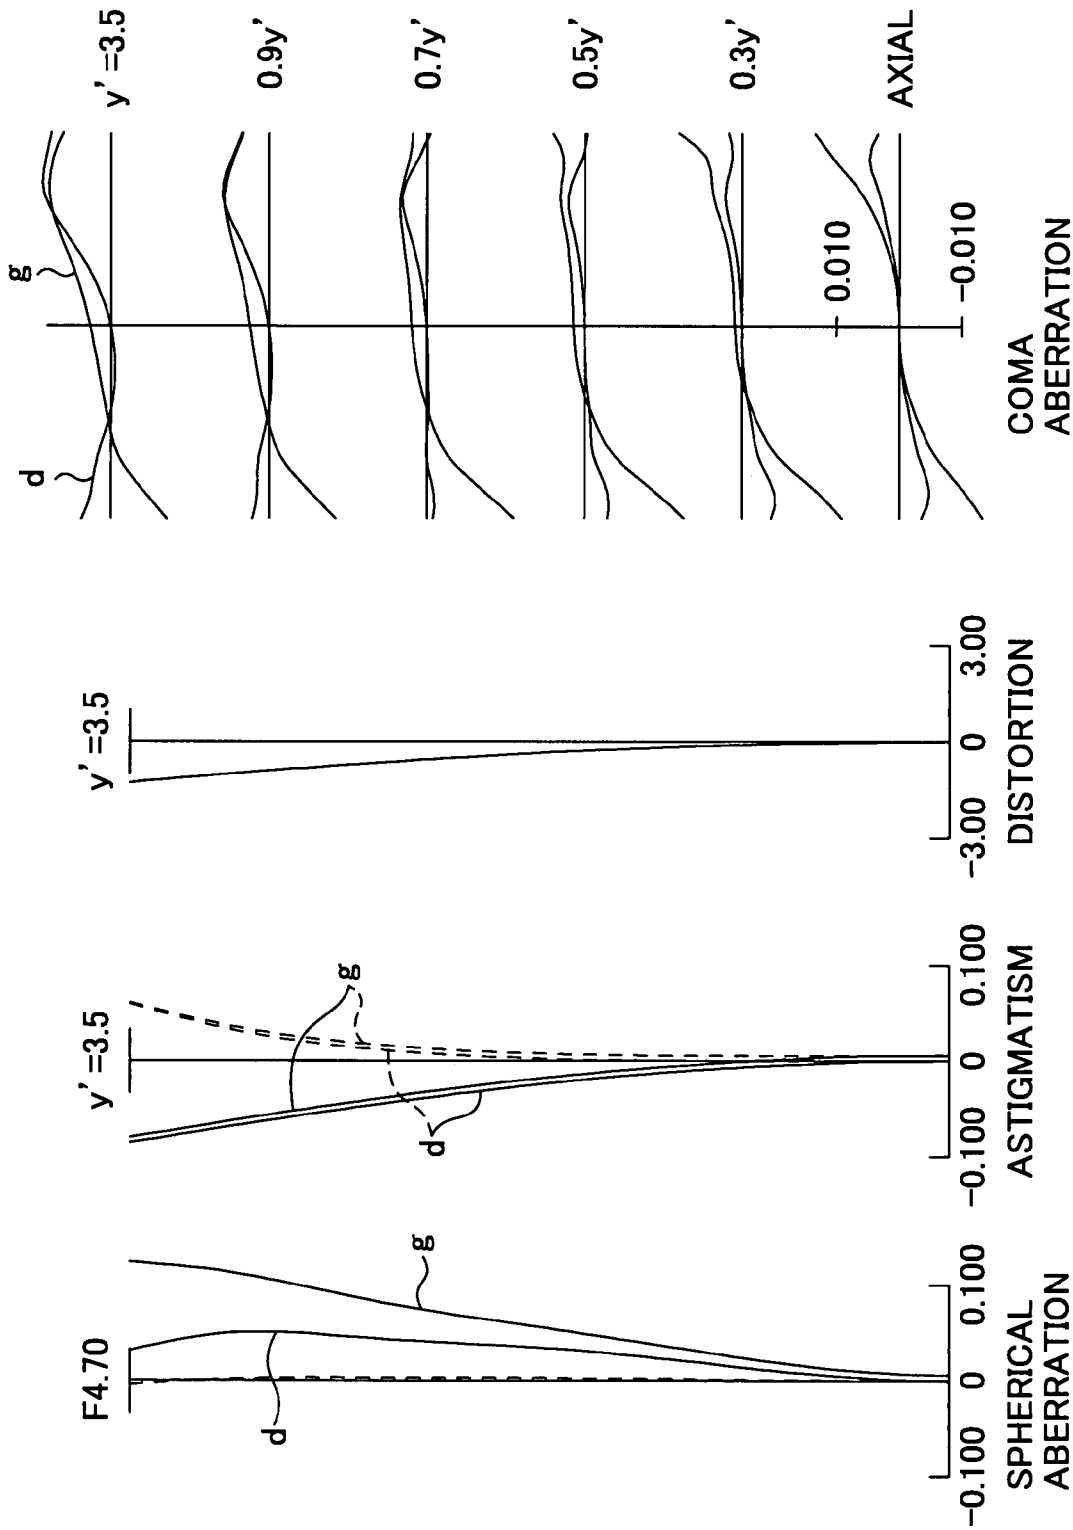 F4.70
g
d
-0.100
0
0.100
SPHERICAL
ABERRATION
y' =3.5
g
d
-0.100
0
0.100
ASTIGMATISM
y' =3.5
-3.00
0
3.00
DISTORTION
d
g
y' =3.5
0.9y'
0.7y'
0.5y'
0.3y'
AXIAL
0.010
-0.010
COMA
ABERRATION